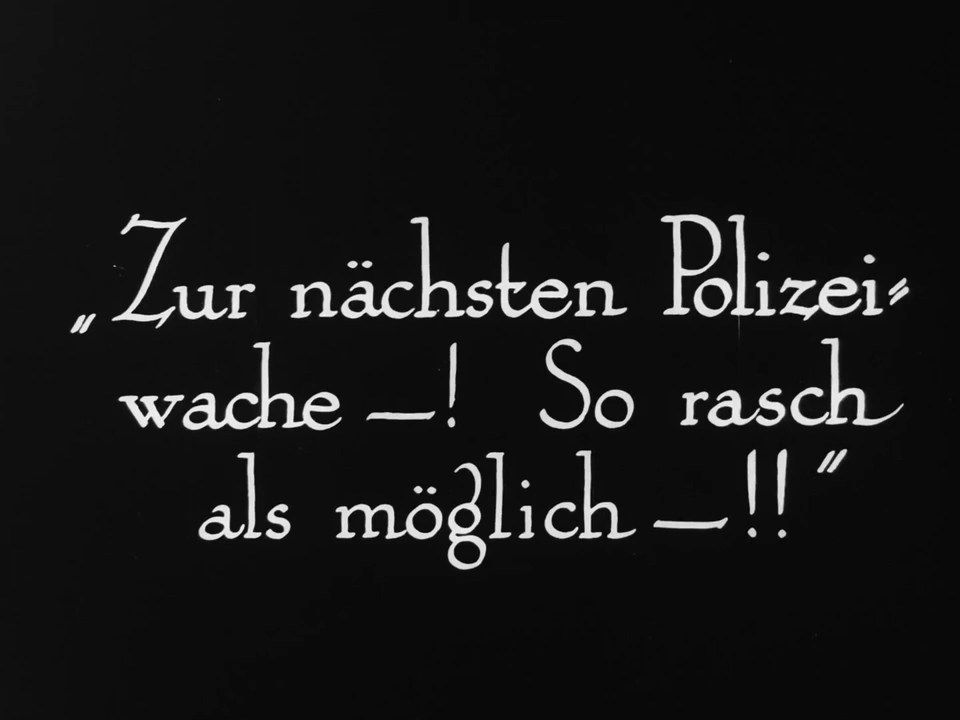 „Zur nächsten Polizei⸗
wache —! So rasch
als möglich —!!"